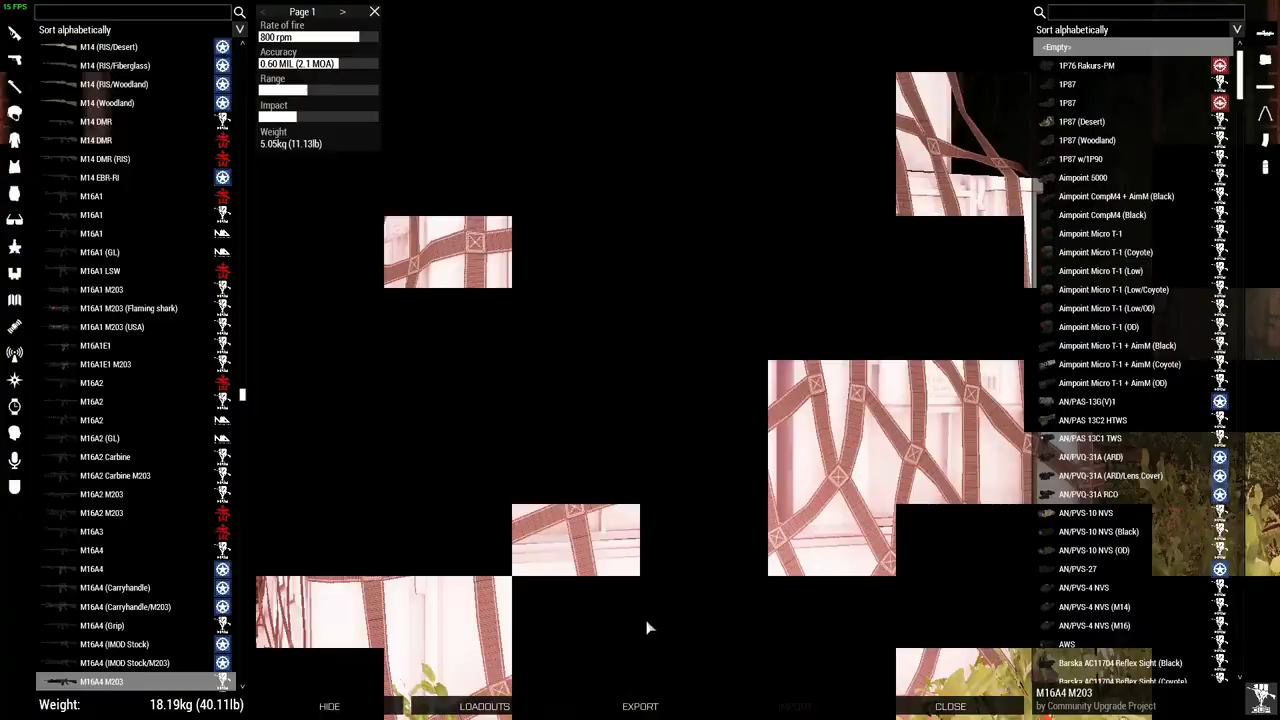 15 FPS
Sort alphabetically
M14 (RIS/Desert)
M14 (RIS/Fiberglass)
M14 (RIS/Woodland)
M14 (Woodland)
M14 DMR
M14 DMR
M14 DMR (RIS)
M14 EBR-RI
M16A1
M16A1
M16A1
M16A1 (GL)
M16A1 LSW
M16A1 M203
M16A1 M203 (Flaming shark)
M16A1 M203 (USA)
M16A1E1
M16A1E1 M203
M16A2
M16A2
M16A2
M16A2 (GL)
M16A2 Carbine
M16A2 Carbine M203
M16A2 M203
M16A2 M203
M16A3
M16A4
M16A4
M16A4 (Carryhandle)
M16A4 (Carryhandle/M203)
M16A4 (Grip)
M16A4 (IMOD Stock)
M16A4 (IMOD Stock/M203)
M16A4 M203
Weight: 18.19kg (40.11lb)
< Page 1 >
Rate of fire
800 rpm
Accuracy
0.60 MIL (2.1 MOA)
Range
Impact
Weight
5.05kg (11.13lb)
HIDE
LOADOUTS
EXPORT
IMPORT
CLOSE
Sort alphabetically
<Empty>
1P76 Rakurs-PM
1P87
1P87
1P87 (Desert)
1P87 (Woodland)
1P87 w/1P90
Aimpoint 5000
Aimpoint CompM4 + AimM (Black)
Aimpoint CompM4 (Black)
Aimpoint Micro T-1
Aimpoint Micro T-1 (Coyote)
Aimpoint Micro T-1 (Low)
Aimpoint Micro T-1 (Low/Coyote)
Aimpoint Micro T-1 (Low/OD)
Aimpoint Micro T-1 (OD)
Aimpoint Micro T-1 + AimM (Black)
Aimpoint Micro T-1 + AimM (Coyote)
Aimpoint Micro T-1 + AimM (OD)
AN/PAS-13G(V)1
AN/PAS 13C2 HTWS
AN/PAS 13C1 TWS
AN/PVQ-31A (ARD)
AN/PVQ-31A (ARD/Lens Cover)
AN/PVQ-31A RCO
AN/PVS-10 NVS
AN/PVS-10 NVS (Black)
AN/PVS-10 NVS (OD)
AN/PVS-27
AN/PVS-4 NVS
AN/PVS-4 NVS (M14)
AN/PVS-4 NVS (M16)
AWS
Barska AC11704 Reflex Sight (Black)
Barska AC11704 Reflex Sight (Coyote)
M16A4 M203
by Community Upgrade Project